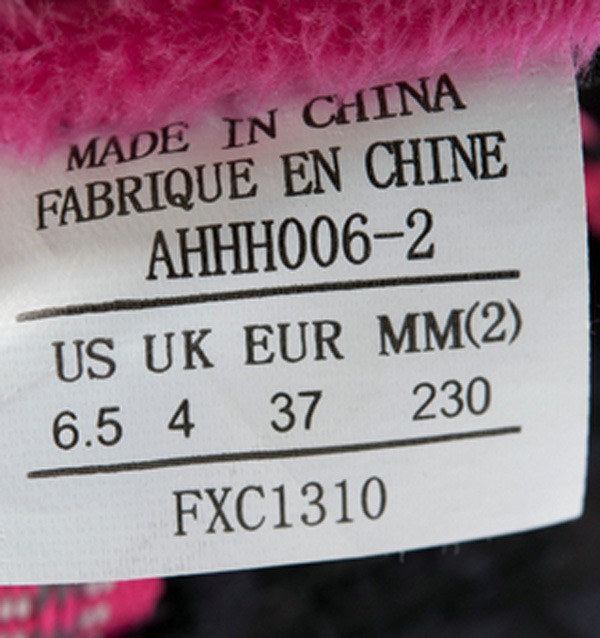 MADE IN CHINA
FABRIQUE EN CHINE
AHHH006-2
US UK EUR MM(2)
6.5 4 37 230
FXC1310